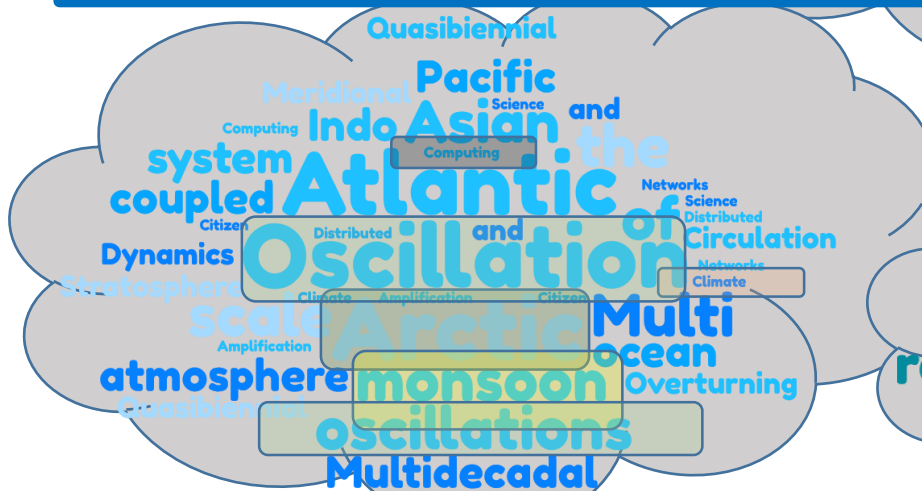 Quasibiennial
Pacific
Meridional
Science
and
Computing
Indo
Asian
the
system
Computing
coupled
Atlantic
Networks
Science
Citizen
of
Distributed
Dynamics
Oscillation
Distributed
and
Circulation
Networks
Stratosphere
Climate
Climate
Amplification
Citizen
scale
Arctic
Multi
Amplification
ocean
atmosphere
monsoon
Overturning
Quasibiennial
oscillations
Multidecadal